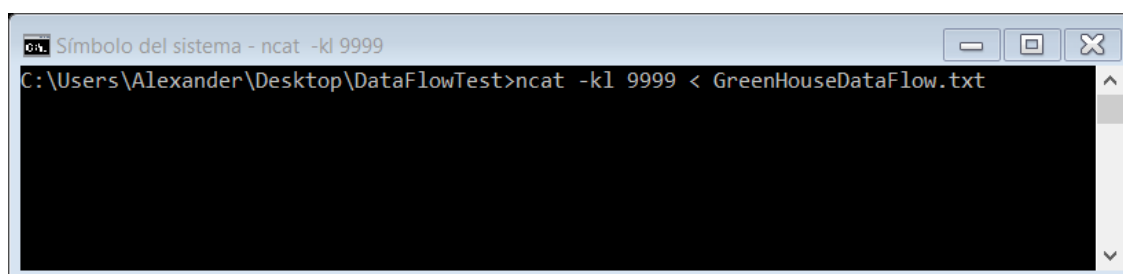 C:\. Símbolo del sistema - ncat -kl 9999
C:\Users\Alexander\Desktop\DataFlowTest>ncat -kl 9999 < GreenHouseDataFlow.txt